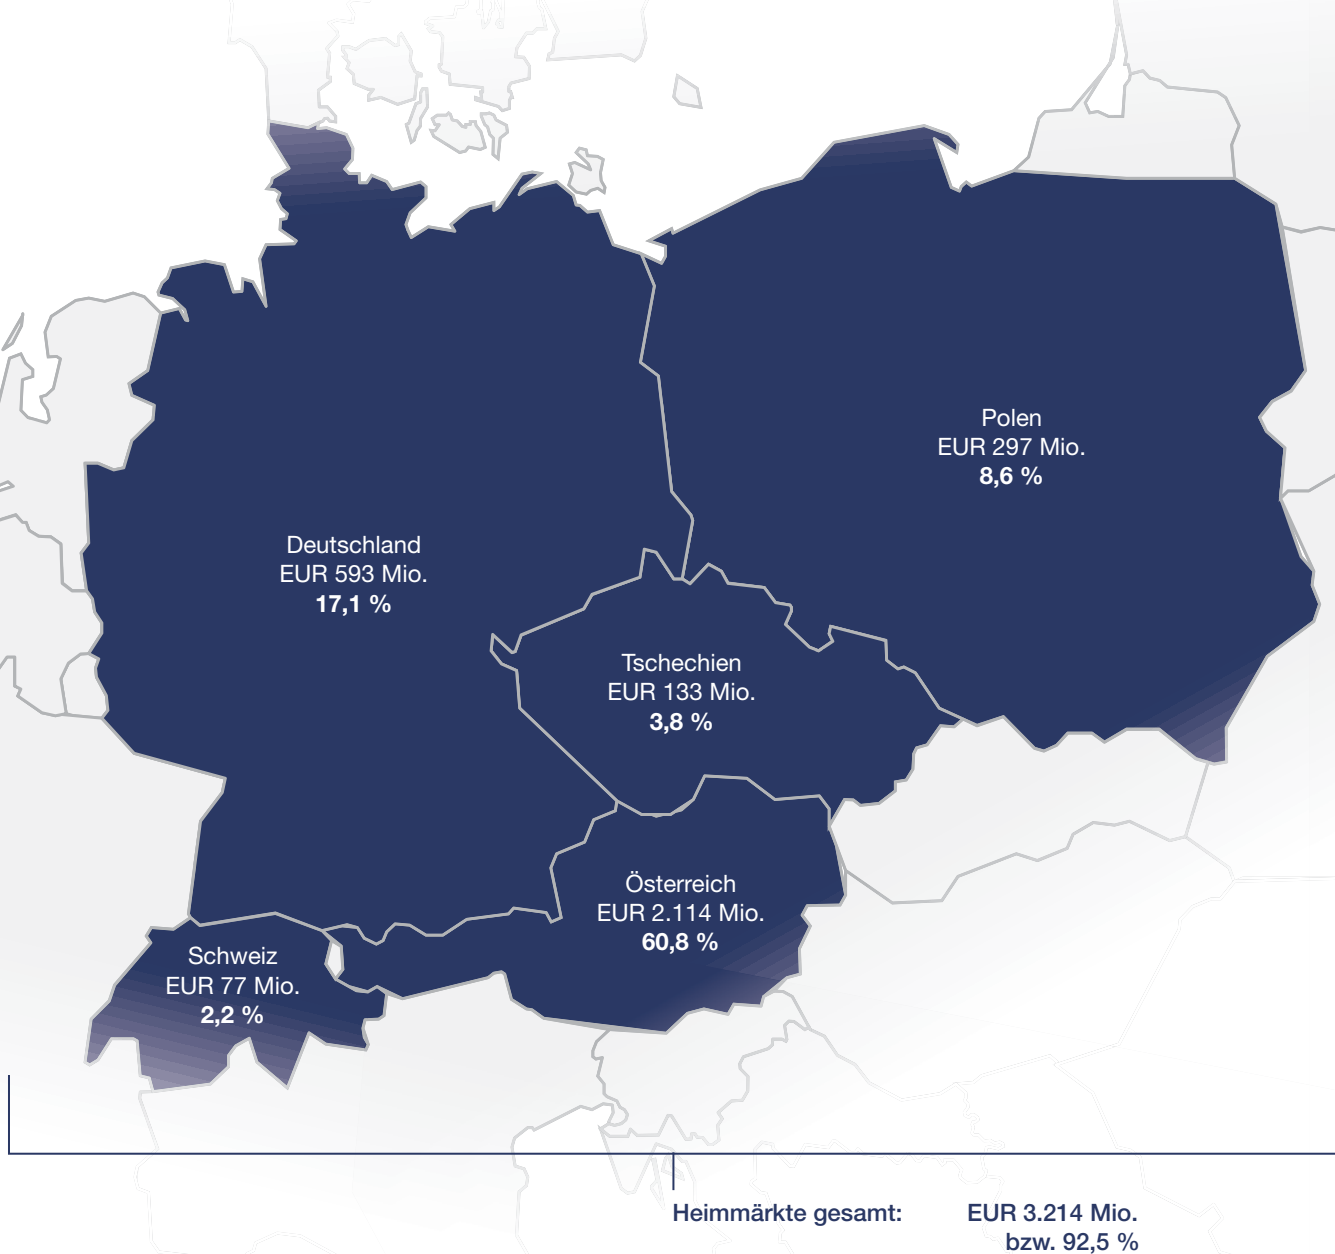 Polen
EUR 297 Mio.
8,6 %
Deutschland
EUR 593 Mio.
17,1 %
Tschechien
EUR 133 Mio.
3,8 %
Österreich
EUR 2.114 Mio.
60,8 %
Schweiz
EUR 77 Mio.
2,2 %
Heimmärkte gesamt: EUR 3.214 Mio.
bzw. 92,5 %